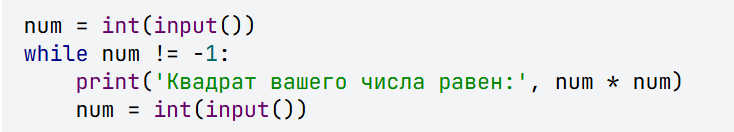 num = int(input())
while num != -1:
    print('Квадрат вашего числа равен:', num * num)
    num = int(input())